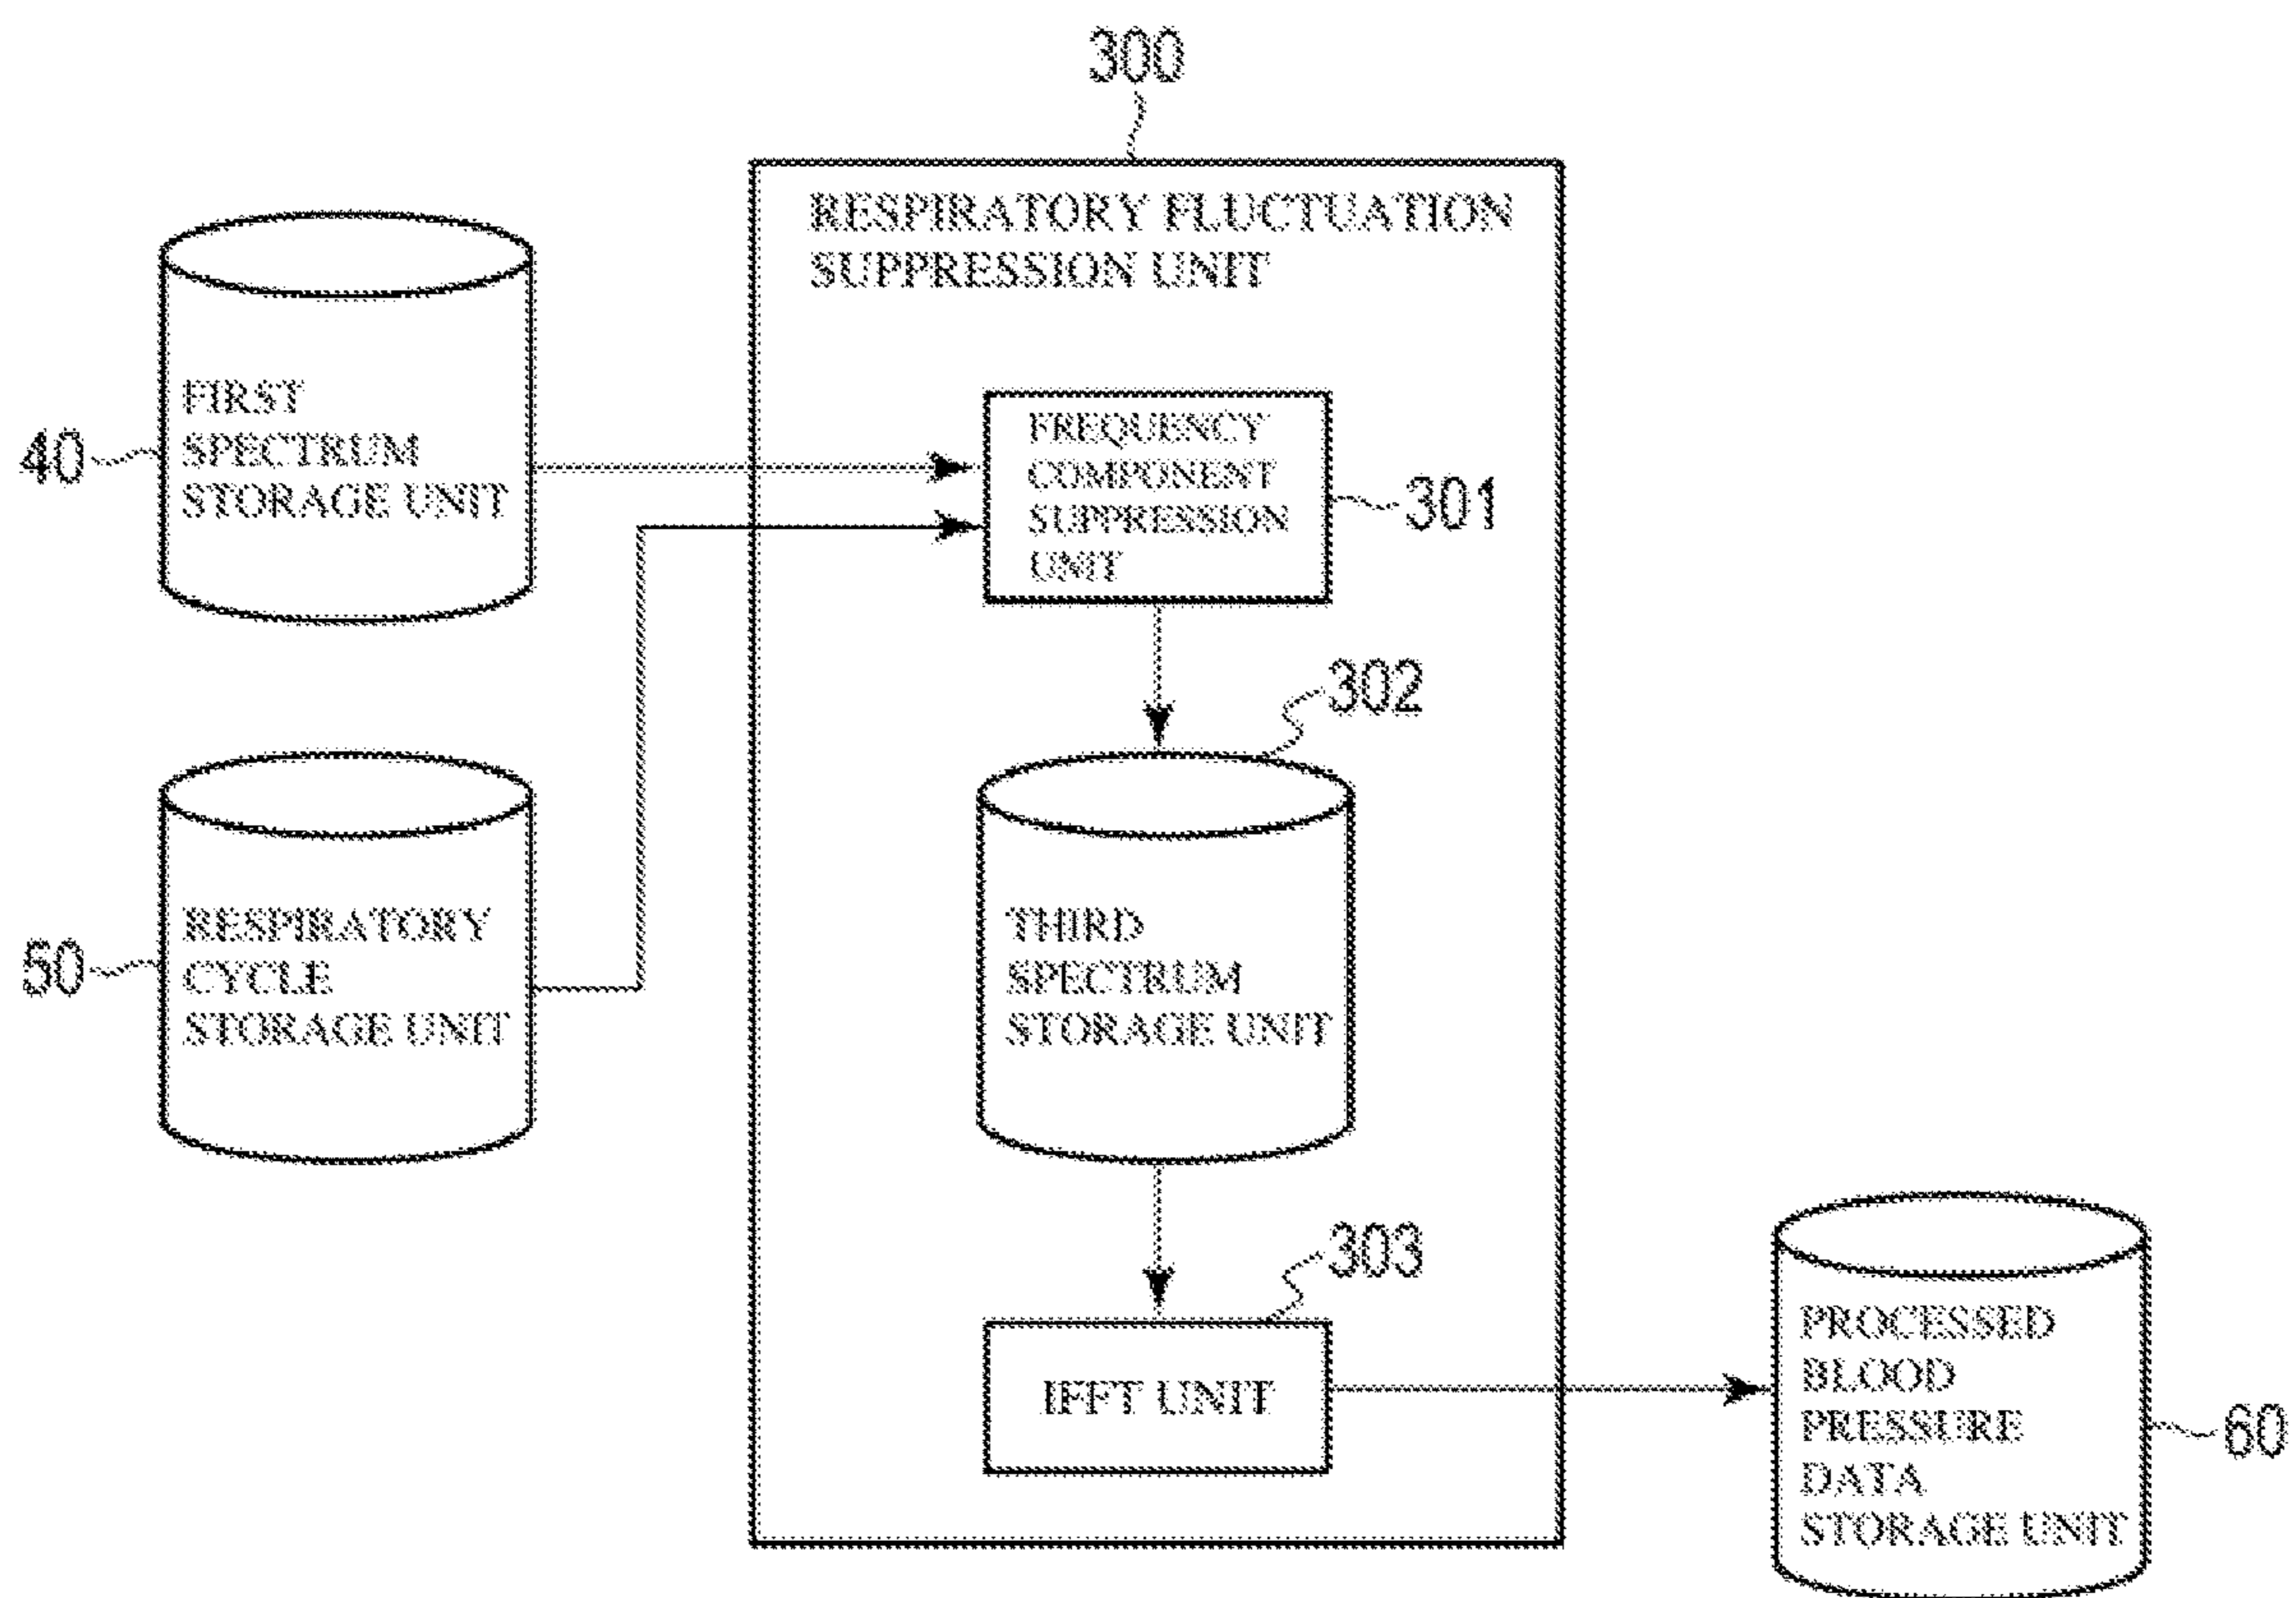 300
RESPIRATORY FLUCTUATION
SUPPRESSION UNIT
FIRST
SPECTRUM
STORAGE UNIT
40
FREQUENCY
COMPONENT
SUPPRESSION
UNIT
301
302
RESPIRATORY
CYCLE
STORAGE UNIT
50
THIRD
SPECTRUM
STORAGE UNIT
303
IFFT UNIT
PROCESSED
BLOOD
PRESSURE
DATA
STORAGE UNIT
60